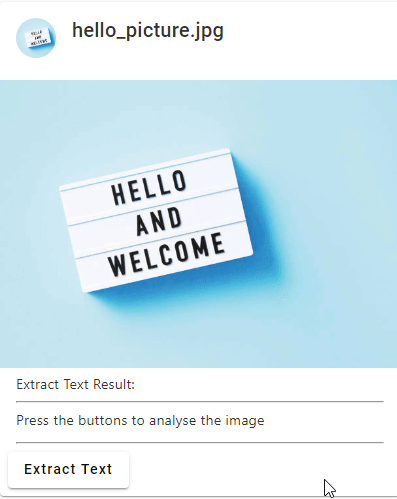 hello_picture.jpg
HELLO
AND
WELCOME
Extract Text Result:
Press the buttons to analyse the image
Extract Text